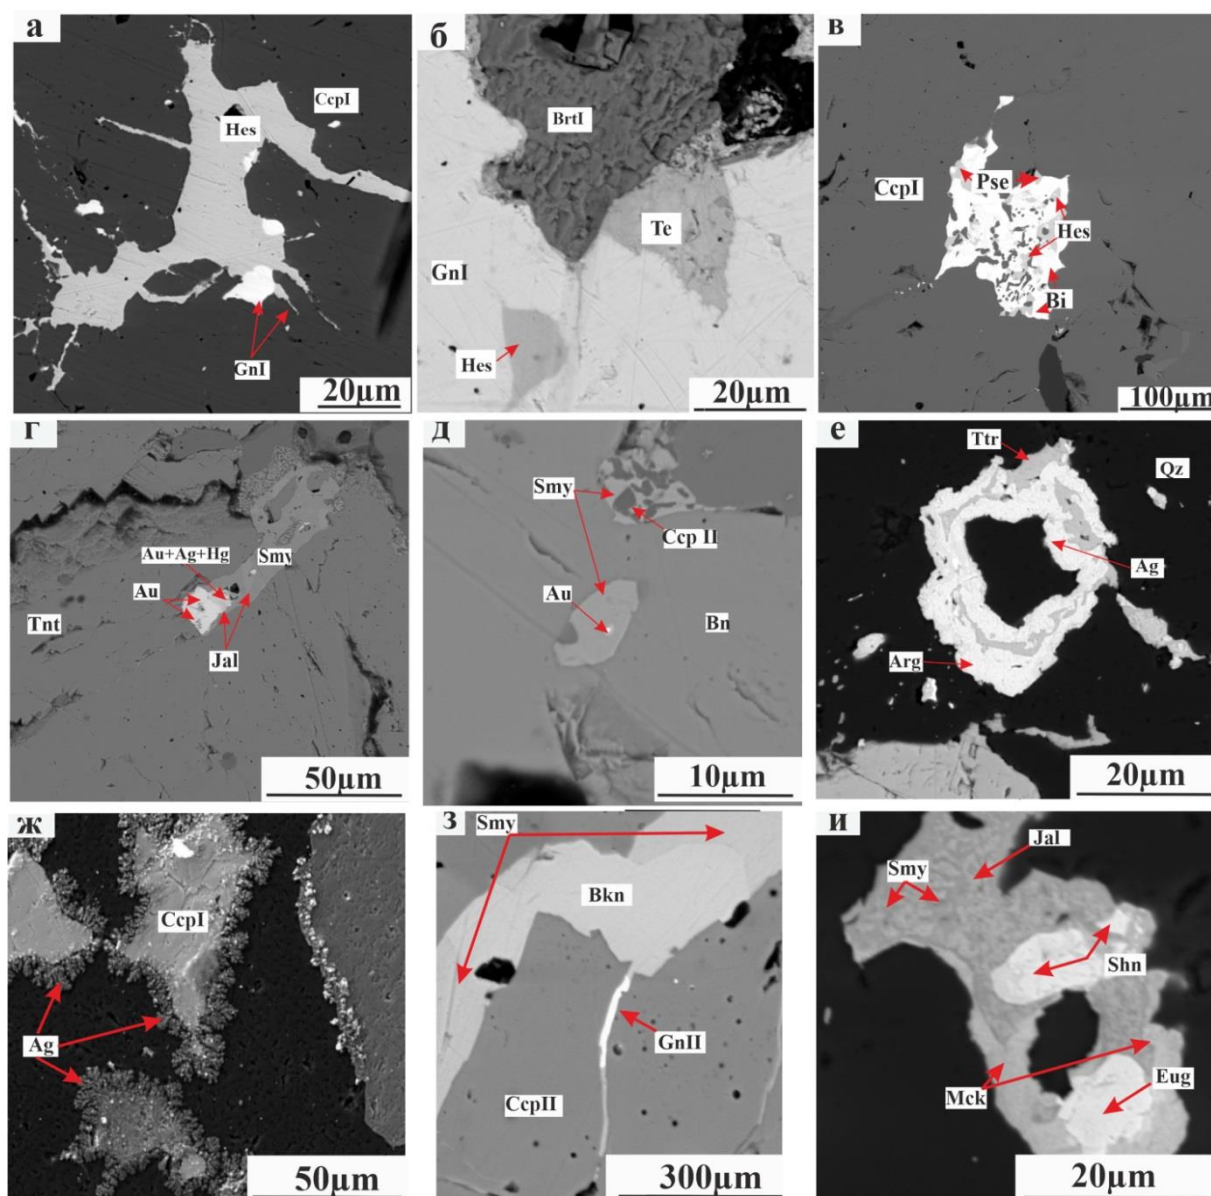 а
CcpI
Hes
GnI
20µm
б
BrtI
Te
GnI
Hes
20µm
в
CcpI
Pse
Hes
Bi
100µm
г
Au+Ag+Hg
Smy
Au
Tnt
Jal
50µm
д
Smy
Ccp II
Au
Bn
10µm
е
Ttr
Qz
Ag
Arg
20µm
ж
CcpI
Ag
50µm
з
Smy
Bkn
GnII
CcpII
300µm
и
Jal
Smy
Shn
Eug
Mck
20µm